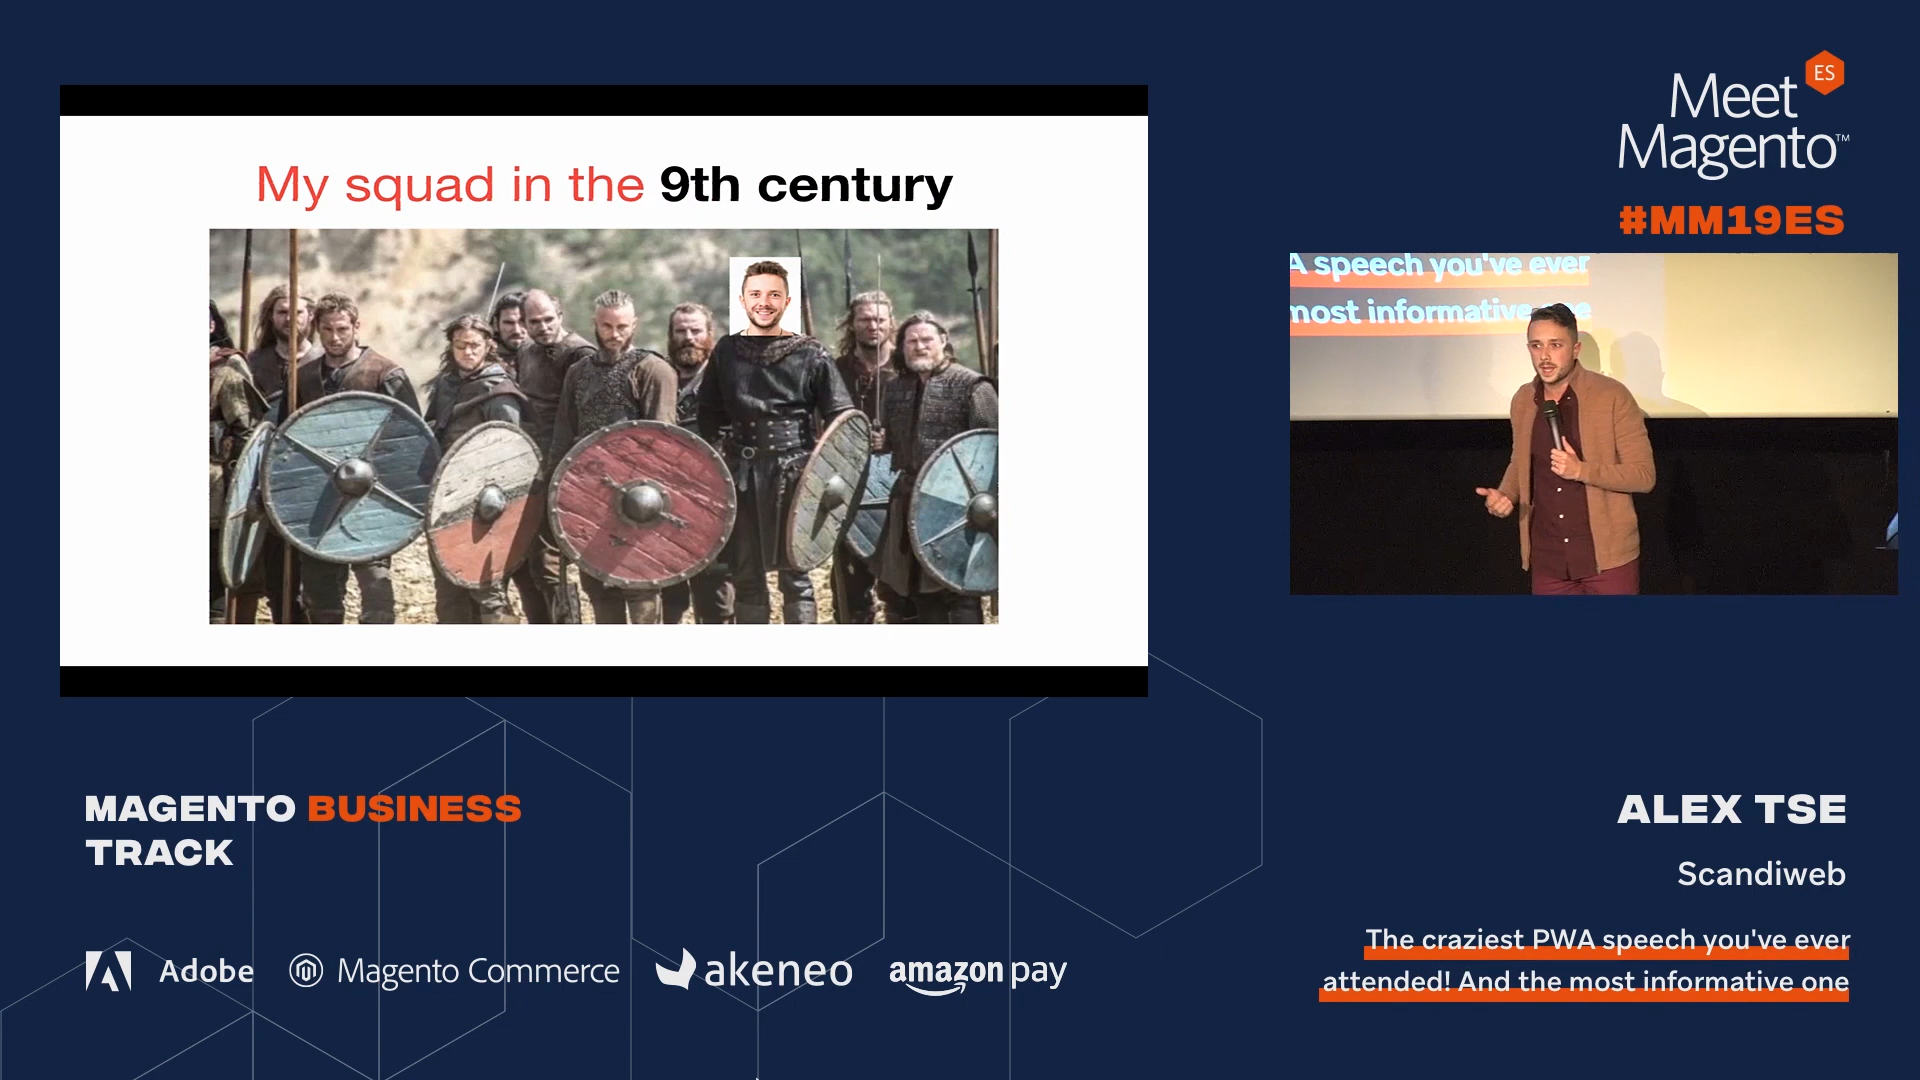 My squad in the 9th century
ES
Meet
Magento™
#MM19ES
A speech you've ever
most informative one
MAGENTO BUSINESS
TRACK
ALEX TSE
Scandiweb
The craziest PWA speech you've ever
attended! And the most informative one
Adobe
Magento Commerce
akeneo
amazon pay